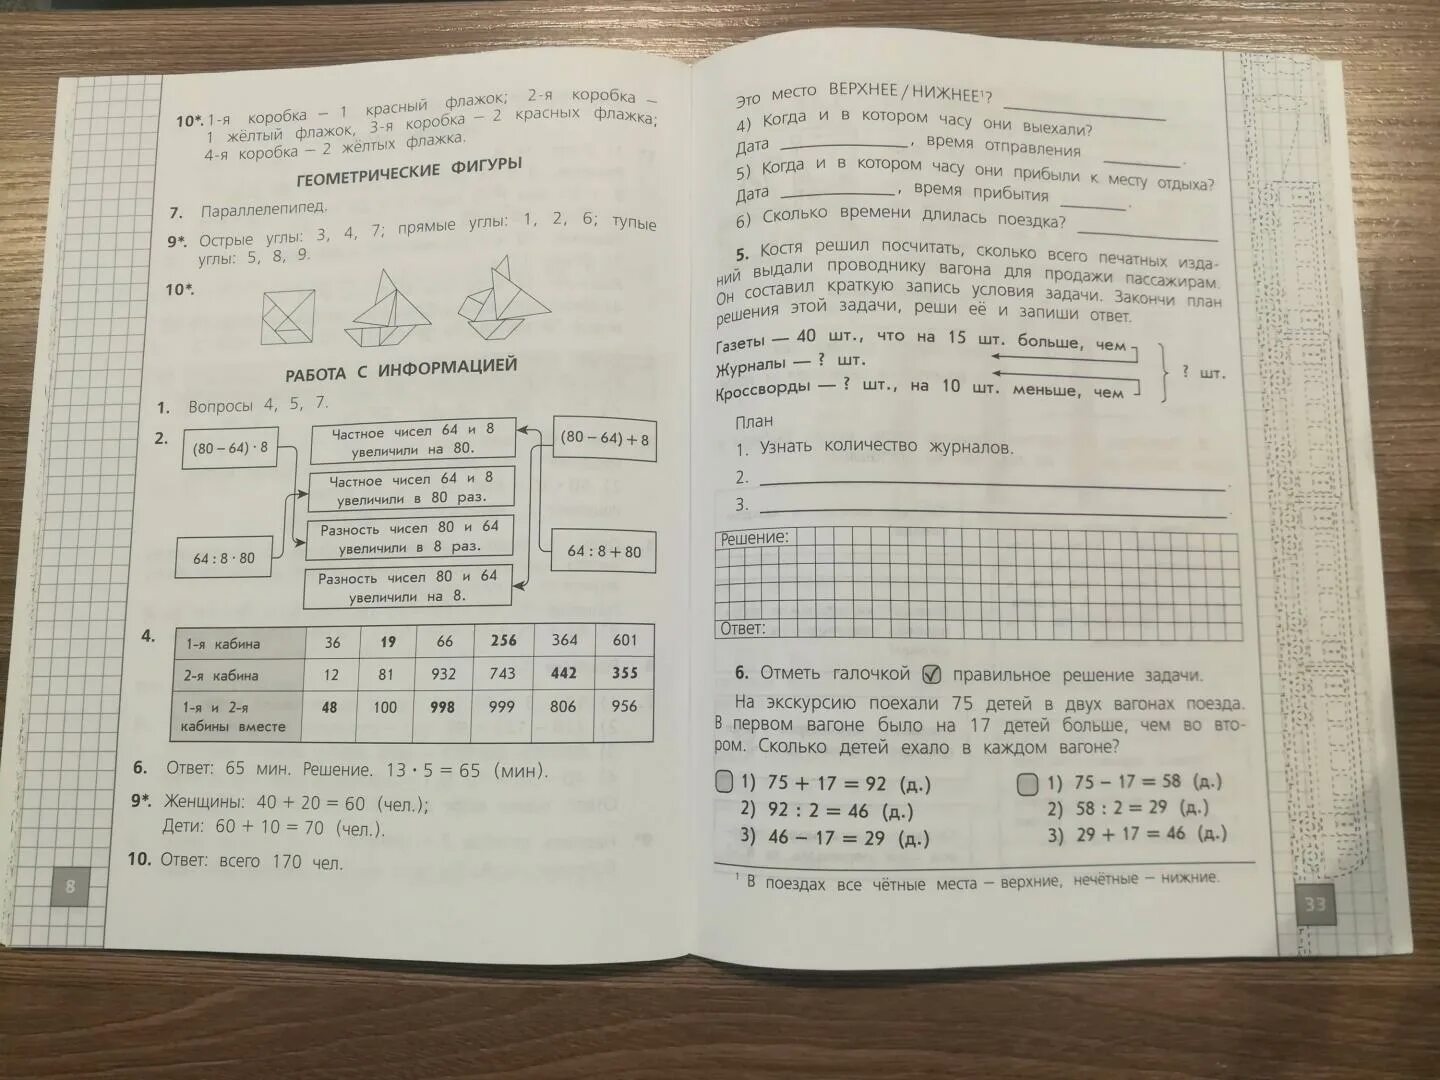 10*. 1-я коробка – 1 красный флажок; 2-я коробка –
1 жёлтый флажок, 3-я коробка – 2 красных флажка;
4-я коробка – 2 жёлтых флажка.
ГЕОМЕТРИЧЕСКИЕ ФИГУРЫ
7. Параллелепипед.
9*. Острые углы: 3, 4, 7; прямые углы: 1, 2, 6; тупые
углы: 5, 8, 9.
10*.
РАБОТА С ИНФОРМАЦИЕЙ
1. Вопросы 4, 5, 7.
2.
(80 – 64) · 8
Частное чисел 64 и 8
увеличили на 80.
(80 – 64) + 8
Частное чисел 64 и 8
увеличили в 80 раз.
Разность чисел 80 и 64
увеличили в 8 раз.
64 : 8 · 80
64 : 8 + 80
Разность чисел 80 и 64
увеличили на 8.
4.
1-я кабина 36 19 66 256 364 601
2-я кабина 12 81 932 743 442 355
1-я и 2-я
кабины вместе 48 100 998 999 806 956
6. Ответ: 65 мин. Решение. 13 · 5 = 65 (мин).
9*. Женщины: 40 + 20 = 60 (чел.);
Дети: 60 + 10 = 70 (чел.).
10. Ответ: всего 170 чел.
8
Это место ВЕРХНЕЕ / НИЖНЕЕ¹?
4) Когда и в котором часу они выехали?
Дата , время отправления .
5) Когда и в котором часу они прибыли к месту отдыха?
Дата , время прибытия .
6) Сколько времени длилась поездка?
5. Костя решил посчитать, сколько всего печатных изда-
ний выдали проводнику вагона для продажи пассажирам.
Он составил краткую запись условия задачи. Закончи план
решения этой задачи, реши её и запиши ответ.
Газеты – 40 шт., что на 15 шт. больше, чем
Журналы – ? шт.
? шт.
Кроссворды – ? шт., на 10 шт. меньше, чем
План
1. Узнать количество журналов.
2. .
3. .
Решение:
Ответ:
6. Отметь галочкой ✓ правильное решение задачи.
На экскурсию поехали 75 детей в двух вагонах поезда.
В первом вагоне было на 17 детей больше, чем во вто-
ром. Сколько детей ехало в каждом вагоне?
1) 75 + 17 = 92 (д.)
2) 92 : 2 = 46 (д.)
3) 46 – 17 = 29 (д.)
1) 75 – 17 = 58 (д.)
2) 58 : 2 = 29 (д.)
3) 29 + 17 = 46 (д.)
¹ В поездах все чётные места – верхние, нечётные – нижние.
33